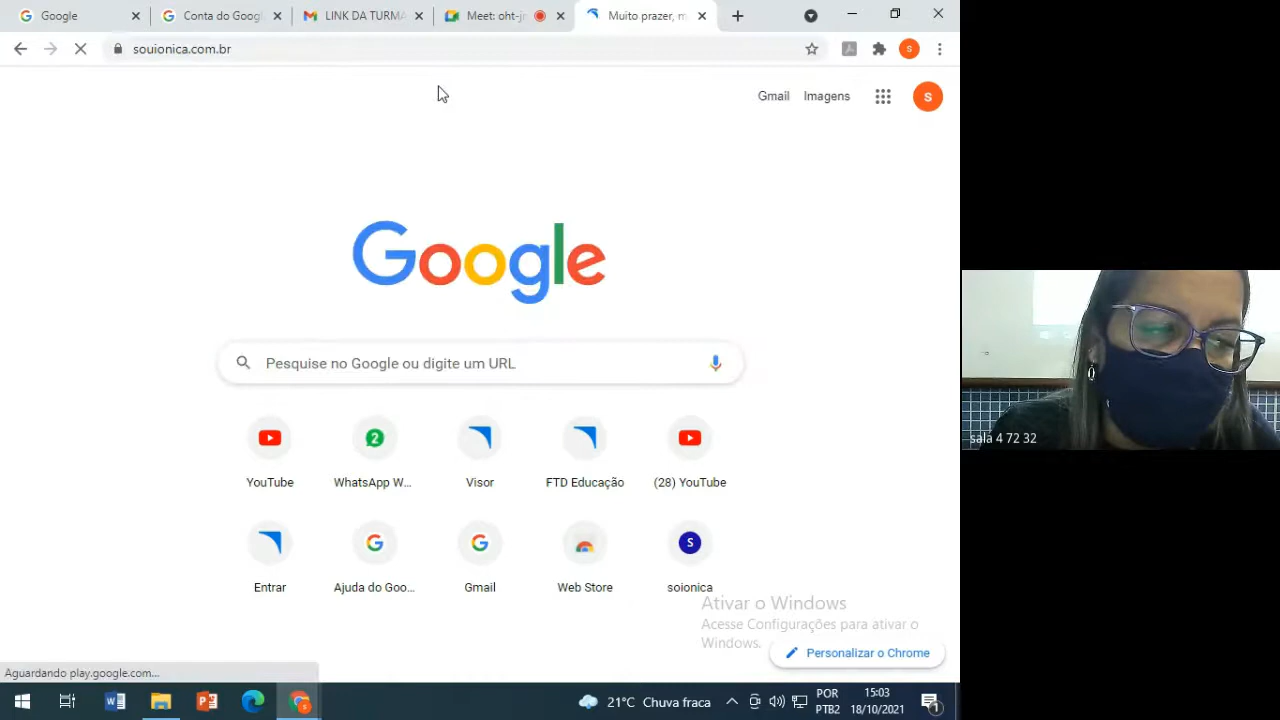 Google
Conta do Goog
LINK DA TURMA
Meet: oht-jr
Muito prazer, m
souionica.com.br
S
Gmail
Imagens
S
Google
Pesquise no Google ou digite um URL
2
YouTube
WhatsApp W...
Visor
FTD Educação
(28) YouTube
S
Entrar
Ajuda do Goo...
Gmail
Web Store
soionica
Ativar o Windows
Acesse Configurações para ativar o
Windows.
Personalizar o Chrome
Aguardando play.google.com...
21°C Chuva fraca
POR
PTB2
15:03
18/10/2021
1
sala 4 72 32